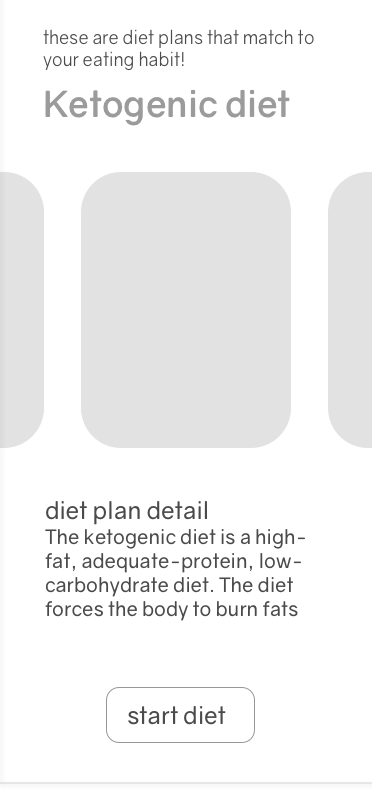 these are diet plans that match to
your eating habit!
Ketogenic diet
diet plan detail
The ketogenic diet is a high-
fat, adequate-protein, low-
carbohydrate diet. The diet
forces the body to burn fats
start diet